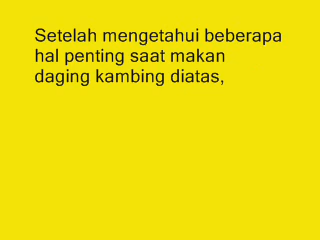 Setelah mengetahui beberapa
hal penting saat makan
daging kambing diatas,